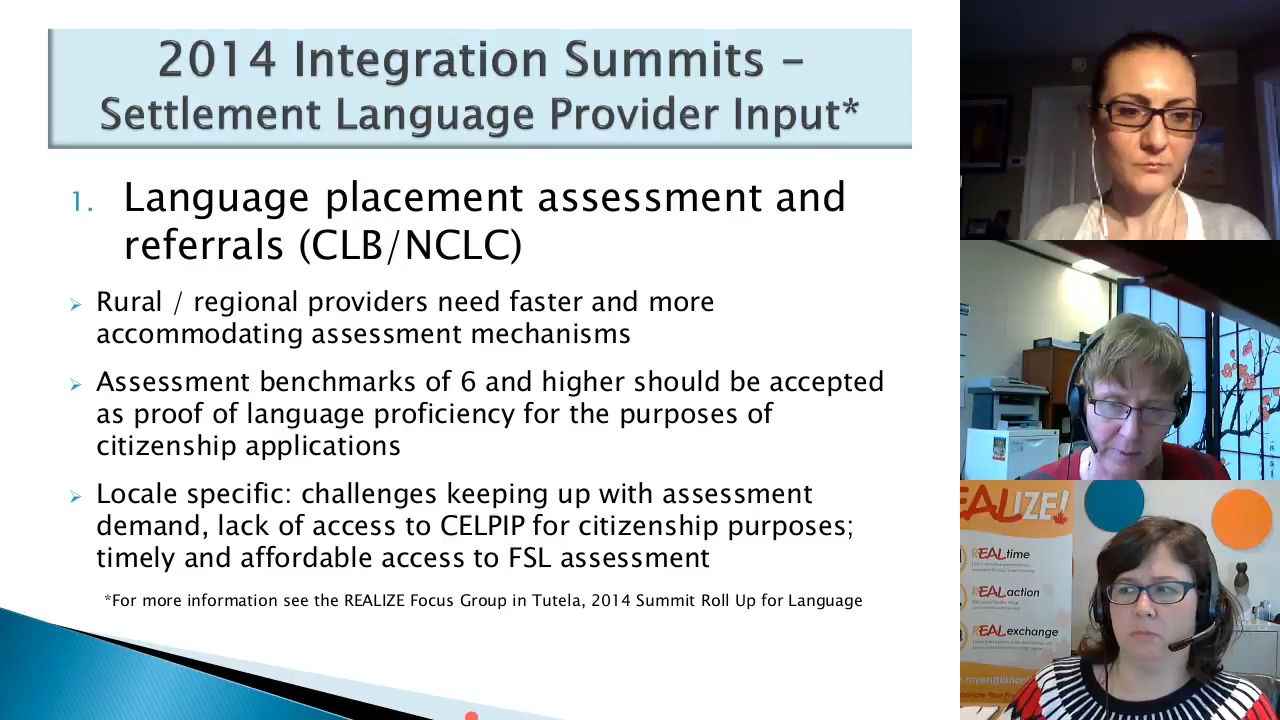 2014 Integration Summits –
Settlement Language Provider Input*
1. Language placement assessment and
referrals (CLB/NCLC)
Rural / regional providers need faster and more
accommodating assessment mechanisms
Assessment benchmarks of 6 and higher should be accepted
as proof of language proficiency for the purposes of
citizenship applications
Locale specific: challenges keeping up with assessment
demand, lack of access to CELPIP for citizenship purposes;
timely and affordable access to FSL assessment
*For more information see the REALIZE Focus Group in Tutela, 2014 Summit Roll Up for Language
EALIZE!
REALtime
REALaction
REALexchange